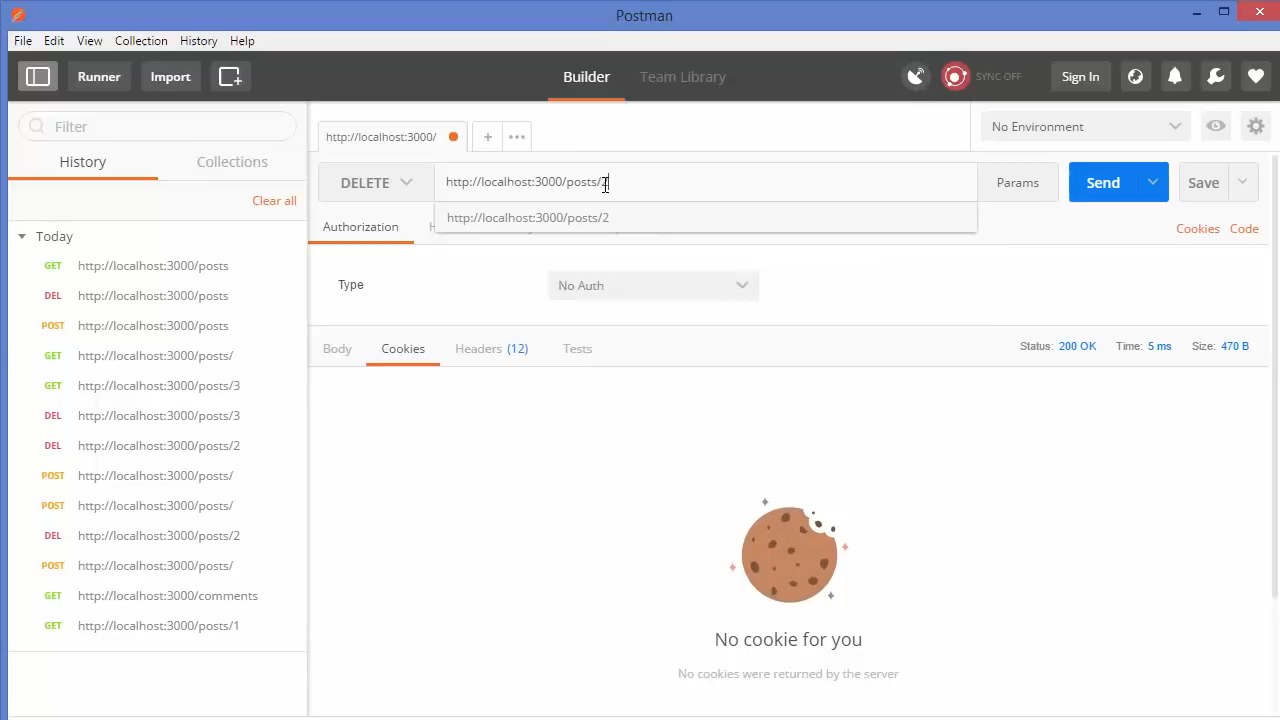 Postman
File Edit View Collection History Help
Runner Import Builder Team Library SYNC OFF Sign In
Filter
History Collections
Clear all
Today
GET http://localhost:3000/posts
DEL http://localhost:3000/posts
POST http://localhost:3000/posts
GET http://localhost:3000/posts/
GET http://localhost:3000/posts/3
DEL http://localhost:3000/posts/3
DEL http://localhost:3000/posts/2
POST http://localhost:3000/posts/
POST http://localhost:3000/posts/
DEL http://localhost:3000/posts/2
POST http://localhost:3000/posts/
GET http://localhost:3000/comments
GET http://localhost:3000/posts/1
http://localhost:3000/
No Environment
DELETE http://localhost:3000/posts/ Params Send Save
http://localhost:3000/posts/2
Authorization Cookies Code
Type No Auth
Body Cookies Headers (12) Tests Status: 200 OK Time: 5 ms Size: 470 B
No cookie for you
No cookies were returned by the server